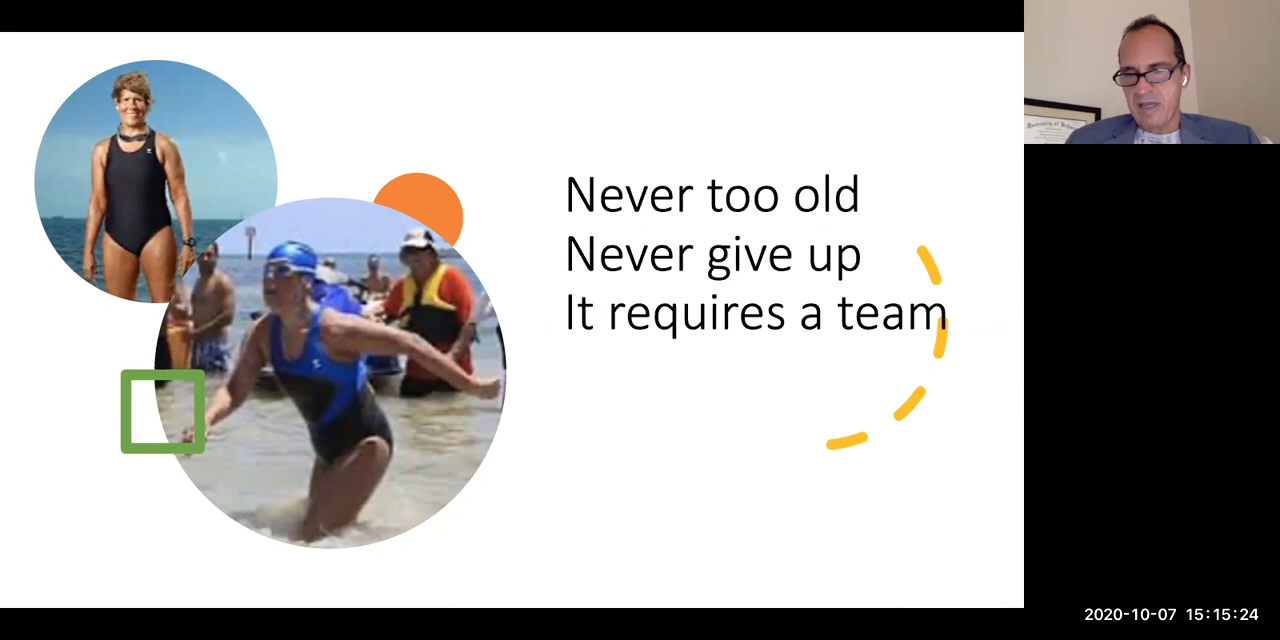 Never too old
Never give up
It requires a team
2020-10-07 15:15:24